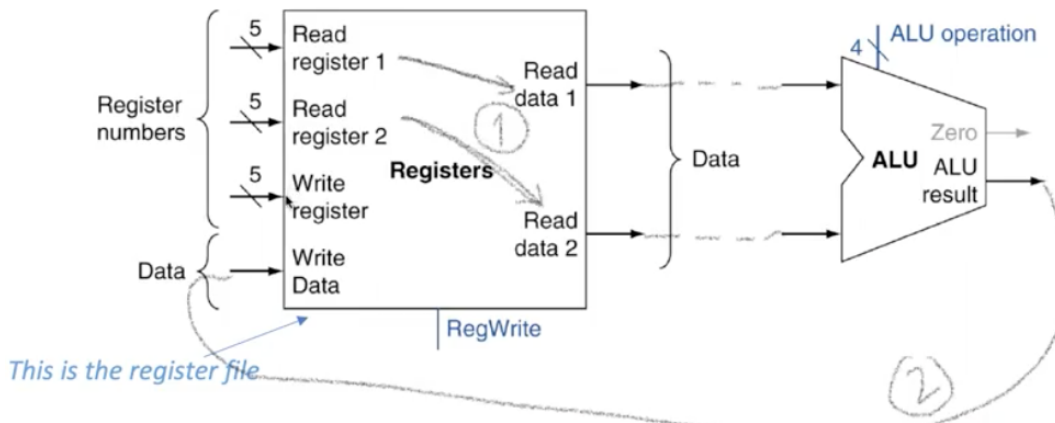 5
Read
register 1
Register
numbers
5
Read
register 2
5
Write
register
Data
Write
Data
Registers
1
Read
data 1
Read
data 2
RegWrite
Data
4
ALU operation
Zero
ALU
ALU
result
This is the register file
2